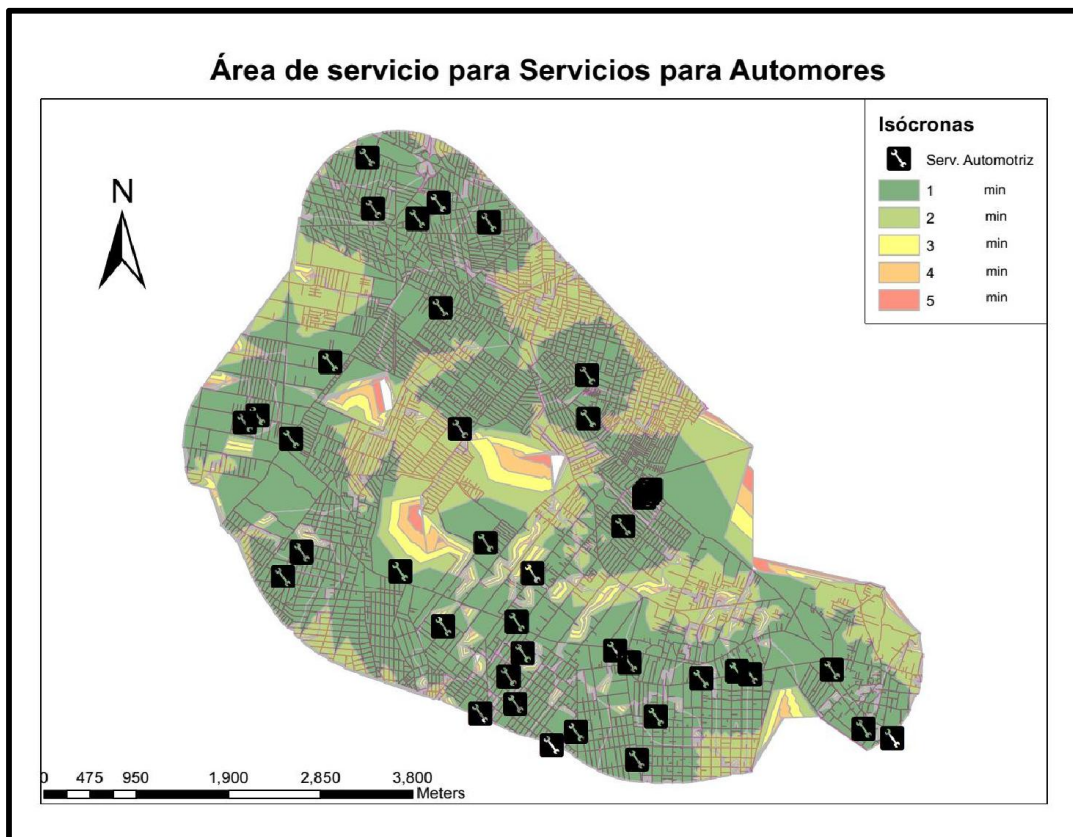 Área de servicio para Servicios para Automores
N
Isócronas
Serv. Automotriz
1 min
2 min
3 min
4 min
5 min
0 475 950 1,900 2,850 3,800
Meters